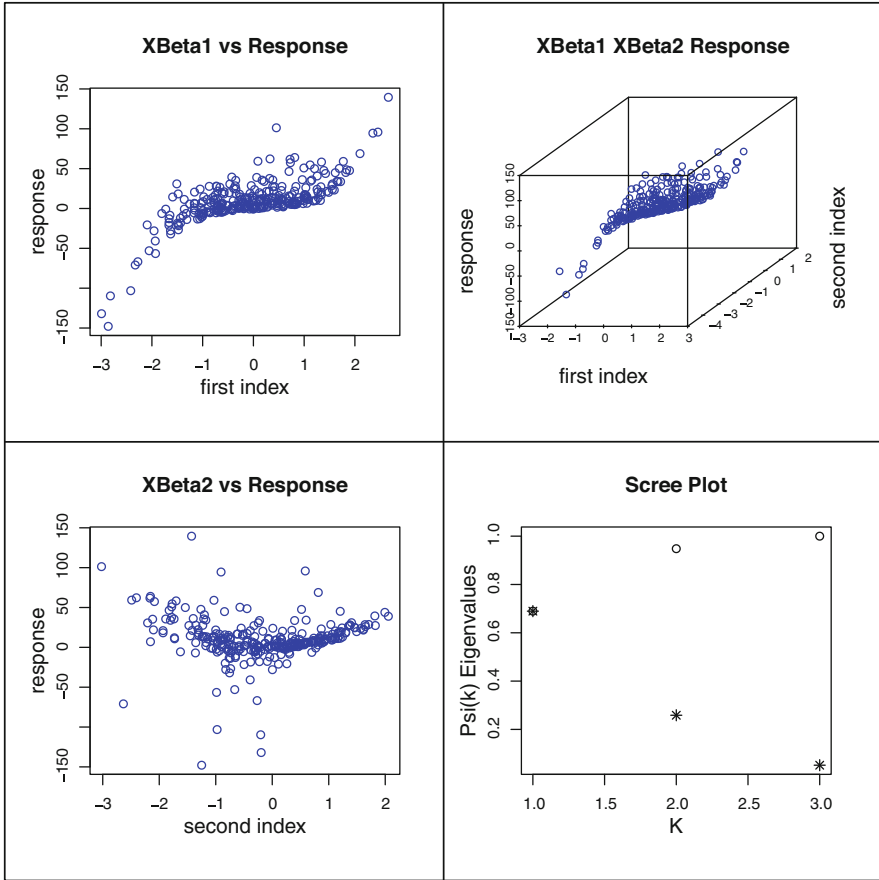 XBeta1 vs Response
150
100
50
0
−50
−150
response
−3 −2 −1 0 1 2
first index
XBeta1 XBeta2 Response
150
100
50
0
−50
−100
−150
response
−3 −2 −1 0 1 2 3
first index
−4 −3 −2 −1 0 1 2
second index
XBeta2 vs Response
150
100
50
0
−50
−150
response
−3 −2 −1 0 1 2
second index
Scree Plot
1.0
0.8
0.6
0.4
0.2
Psi(k) Eigenvalues
1.0 1.5 2.0 2.5 3.0
K